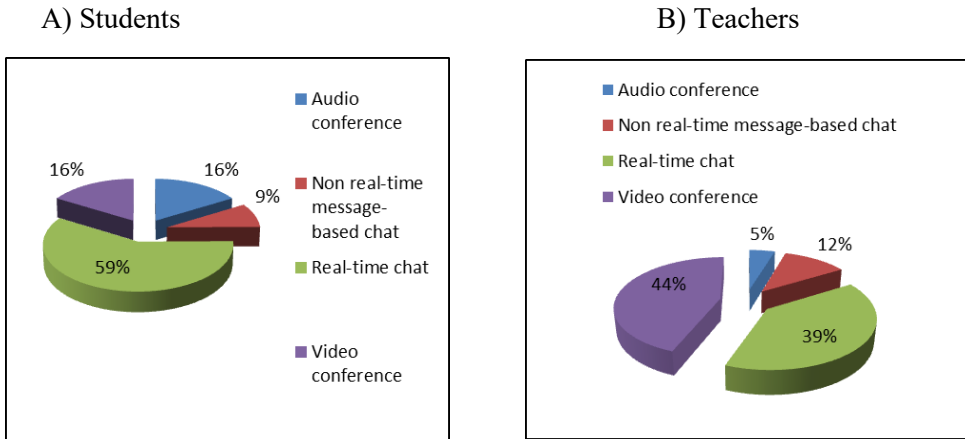 A) Students
B) Teachers
Audio
conference
Non real-time
message-
based chat
Real-time chat
Video
conference
16%
16%
9%
59%
Audio conference
Non real-time message-based chat
Real-time chat
Video conference
5%
12%
44%
39%